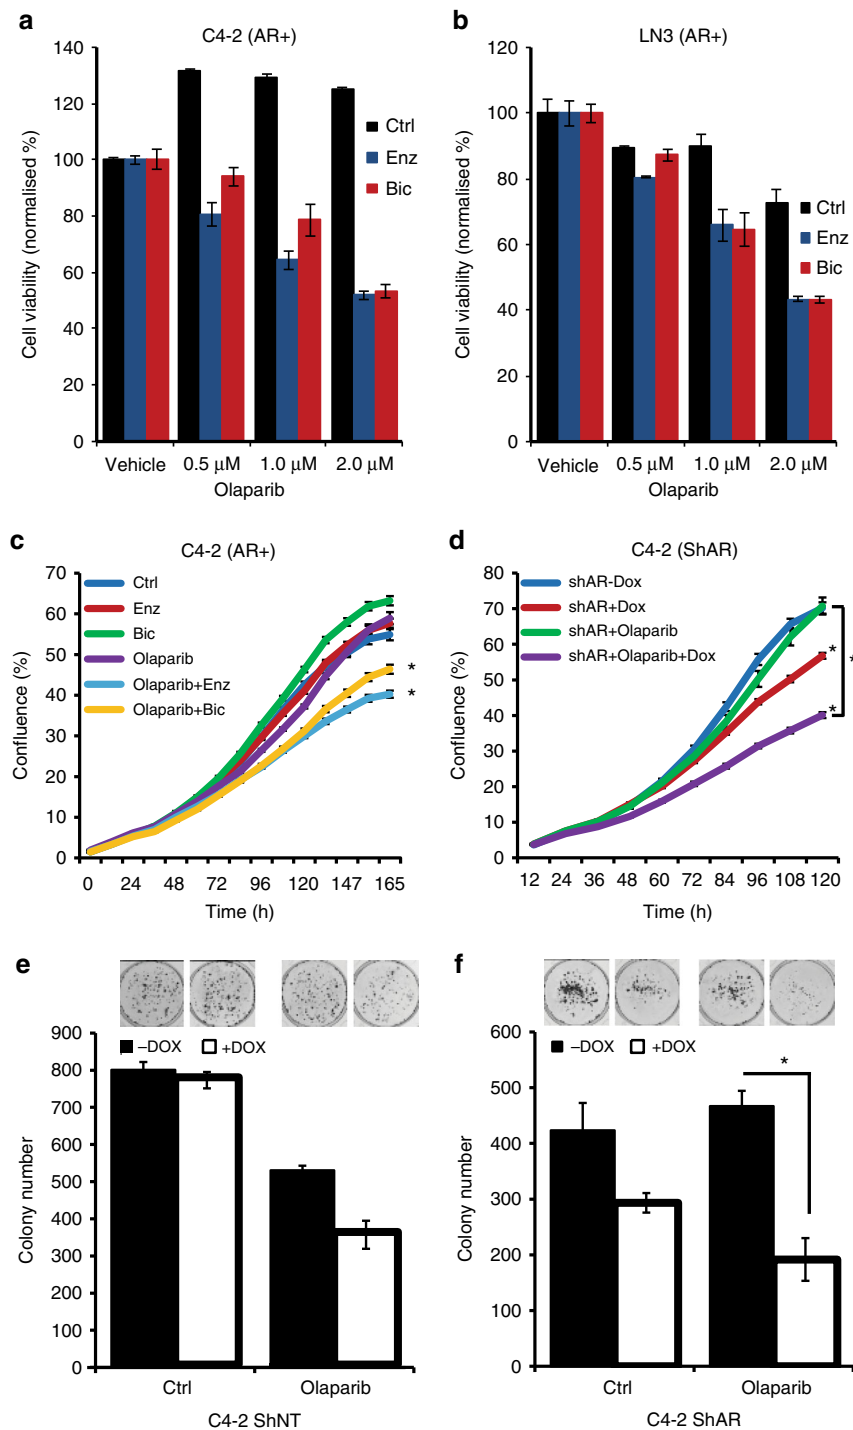 a
C4-2 (AR+)
140
120
100
80
60
40
20
0
Cell viability (normalised %)
Ctrl
Enz
Bic
Vehicle 0.5 μM 1.0 μM 2.0 μM
Olaparib
b
LN3 (AR+)
120
100
80
60
40
20
0
Cell viability (normalised %)
Ctrl
Enz
Bic
Vehicle 0.5 μM 1.0 μM 2.0 μM
Olaparib
c
C4-2 (AR+)
70
60
50
40
30
20
10
0
Confluence (%)
Ctrl
Enz
Bic
Olaparib
Olaparib+Enz
Olaparib+Bic
*
*
0 24 48 72 96 120 147 165
Time (h)
d
C4-2 (ShAR)
80
70
60
50
40
30
20
10
0
Confluence (%)
shAR-Dox
shAR+Dox
shAR+Olaparib
shAR+Olaparib+Dox
*
*
*
12 24 36 48 60 72 84 96 108 120
Time (h)
e
900
800
700
600
500
400
300
200
100
0
Colony number
–DOX +DOX
Ctrl Olaparib
C4-2 ShNT
f
600
500
400
300
200
100
0
Colony number
–DOX +DOX
*
Ctrl Olaparib
C4-2 ShAR